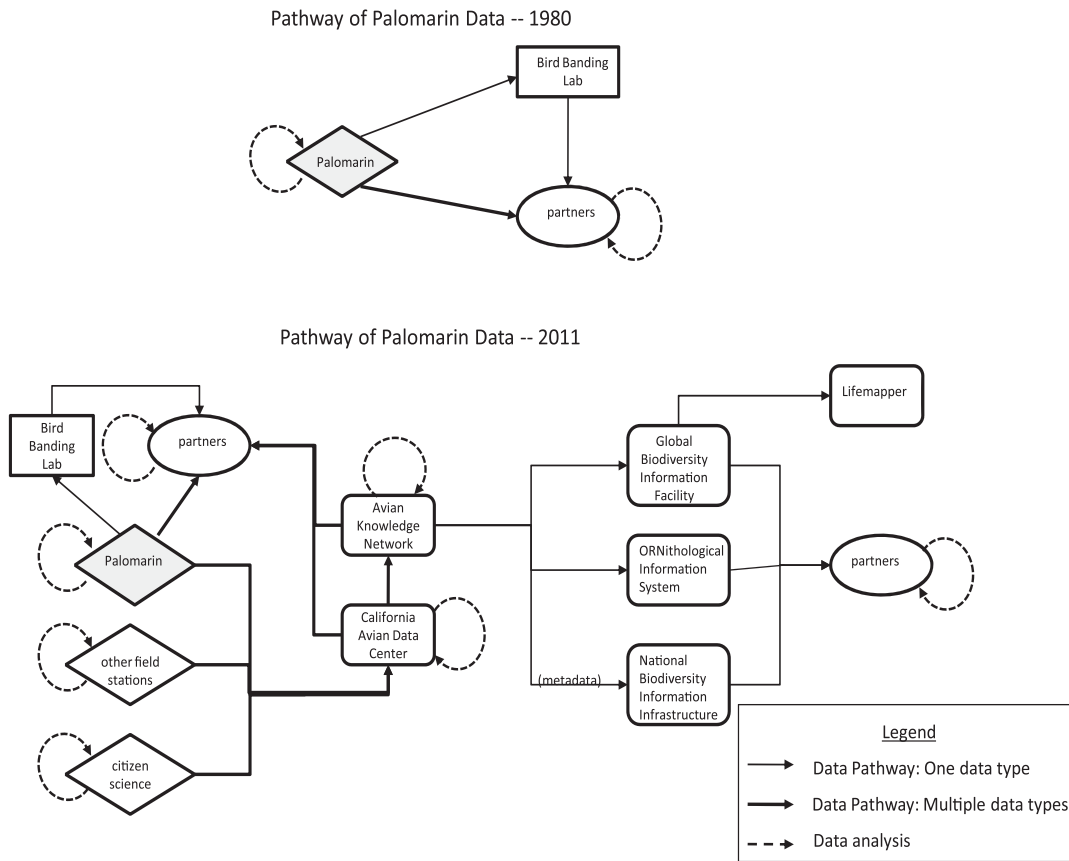 Pathway of Palomarin Data -- 1980
Bird Banding
Lab
Palomarin
partners
Pathway of Palomarin Data -- 2011
Lifemapper
Bird
Banding
Lab
partners
Global
Biodiversity
Information
Facility
Avian
Knowledge
Network
Palomarin
ORNithological
Information
System
partners
California
Avian Data
Center
other field
stations
(metadata)
National
Biodiversity
Information
Infrastructure
citizen
science
Legend
Data Pathway: One data type
Data Pathway: Multiple data types
Data analysis